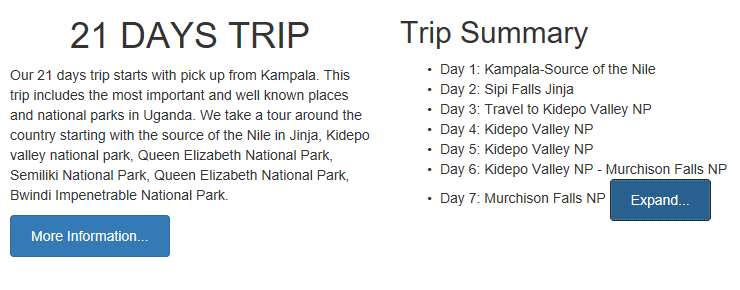 21 DAYS TRIP
Our 21 days trip starts with pick up from Kampala. This
trip includes the most important and well known places
and national parks in Uganda. We take a tour around the
country starting with the source of the Nile in Jinja, Kidepo
valley national park, Queen Elizabeth National Park,
Semiliki National Park, Queen Elizabeth National Park,
Bwindi Impenetrable National Park.
More Information...
Trip Summary
• Day 1: Kampala-Source of the Nile
• Day 2: Sipi Falls Jinja
• Day 3: Travel to Kidepo Valley NP
• Day 4: Kidepo Valley NP
• Day 5: Kidepo Valley NP
• Day 6: Kidepo Valley NP - Murchison Falls NP
• Day 7: Murchison Falls NP Expand...